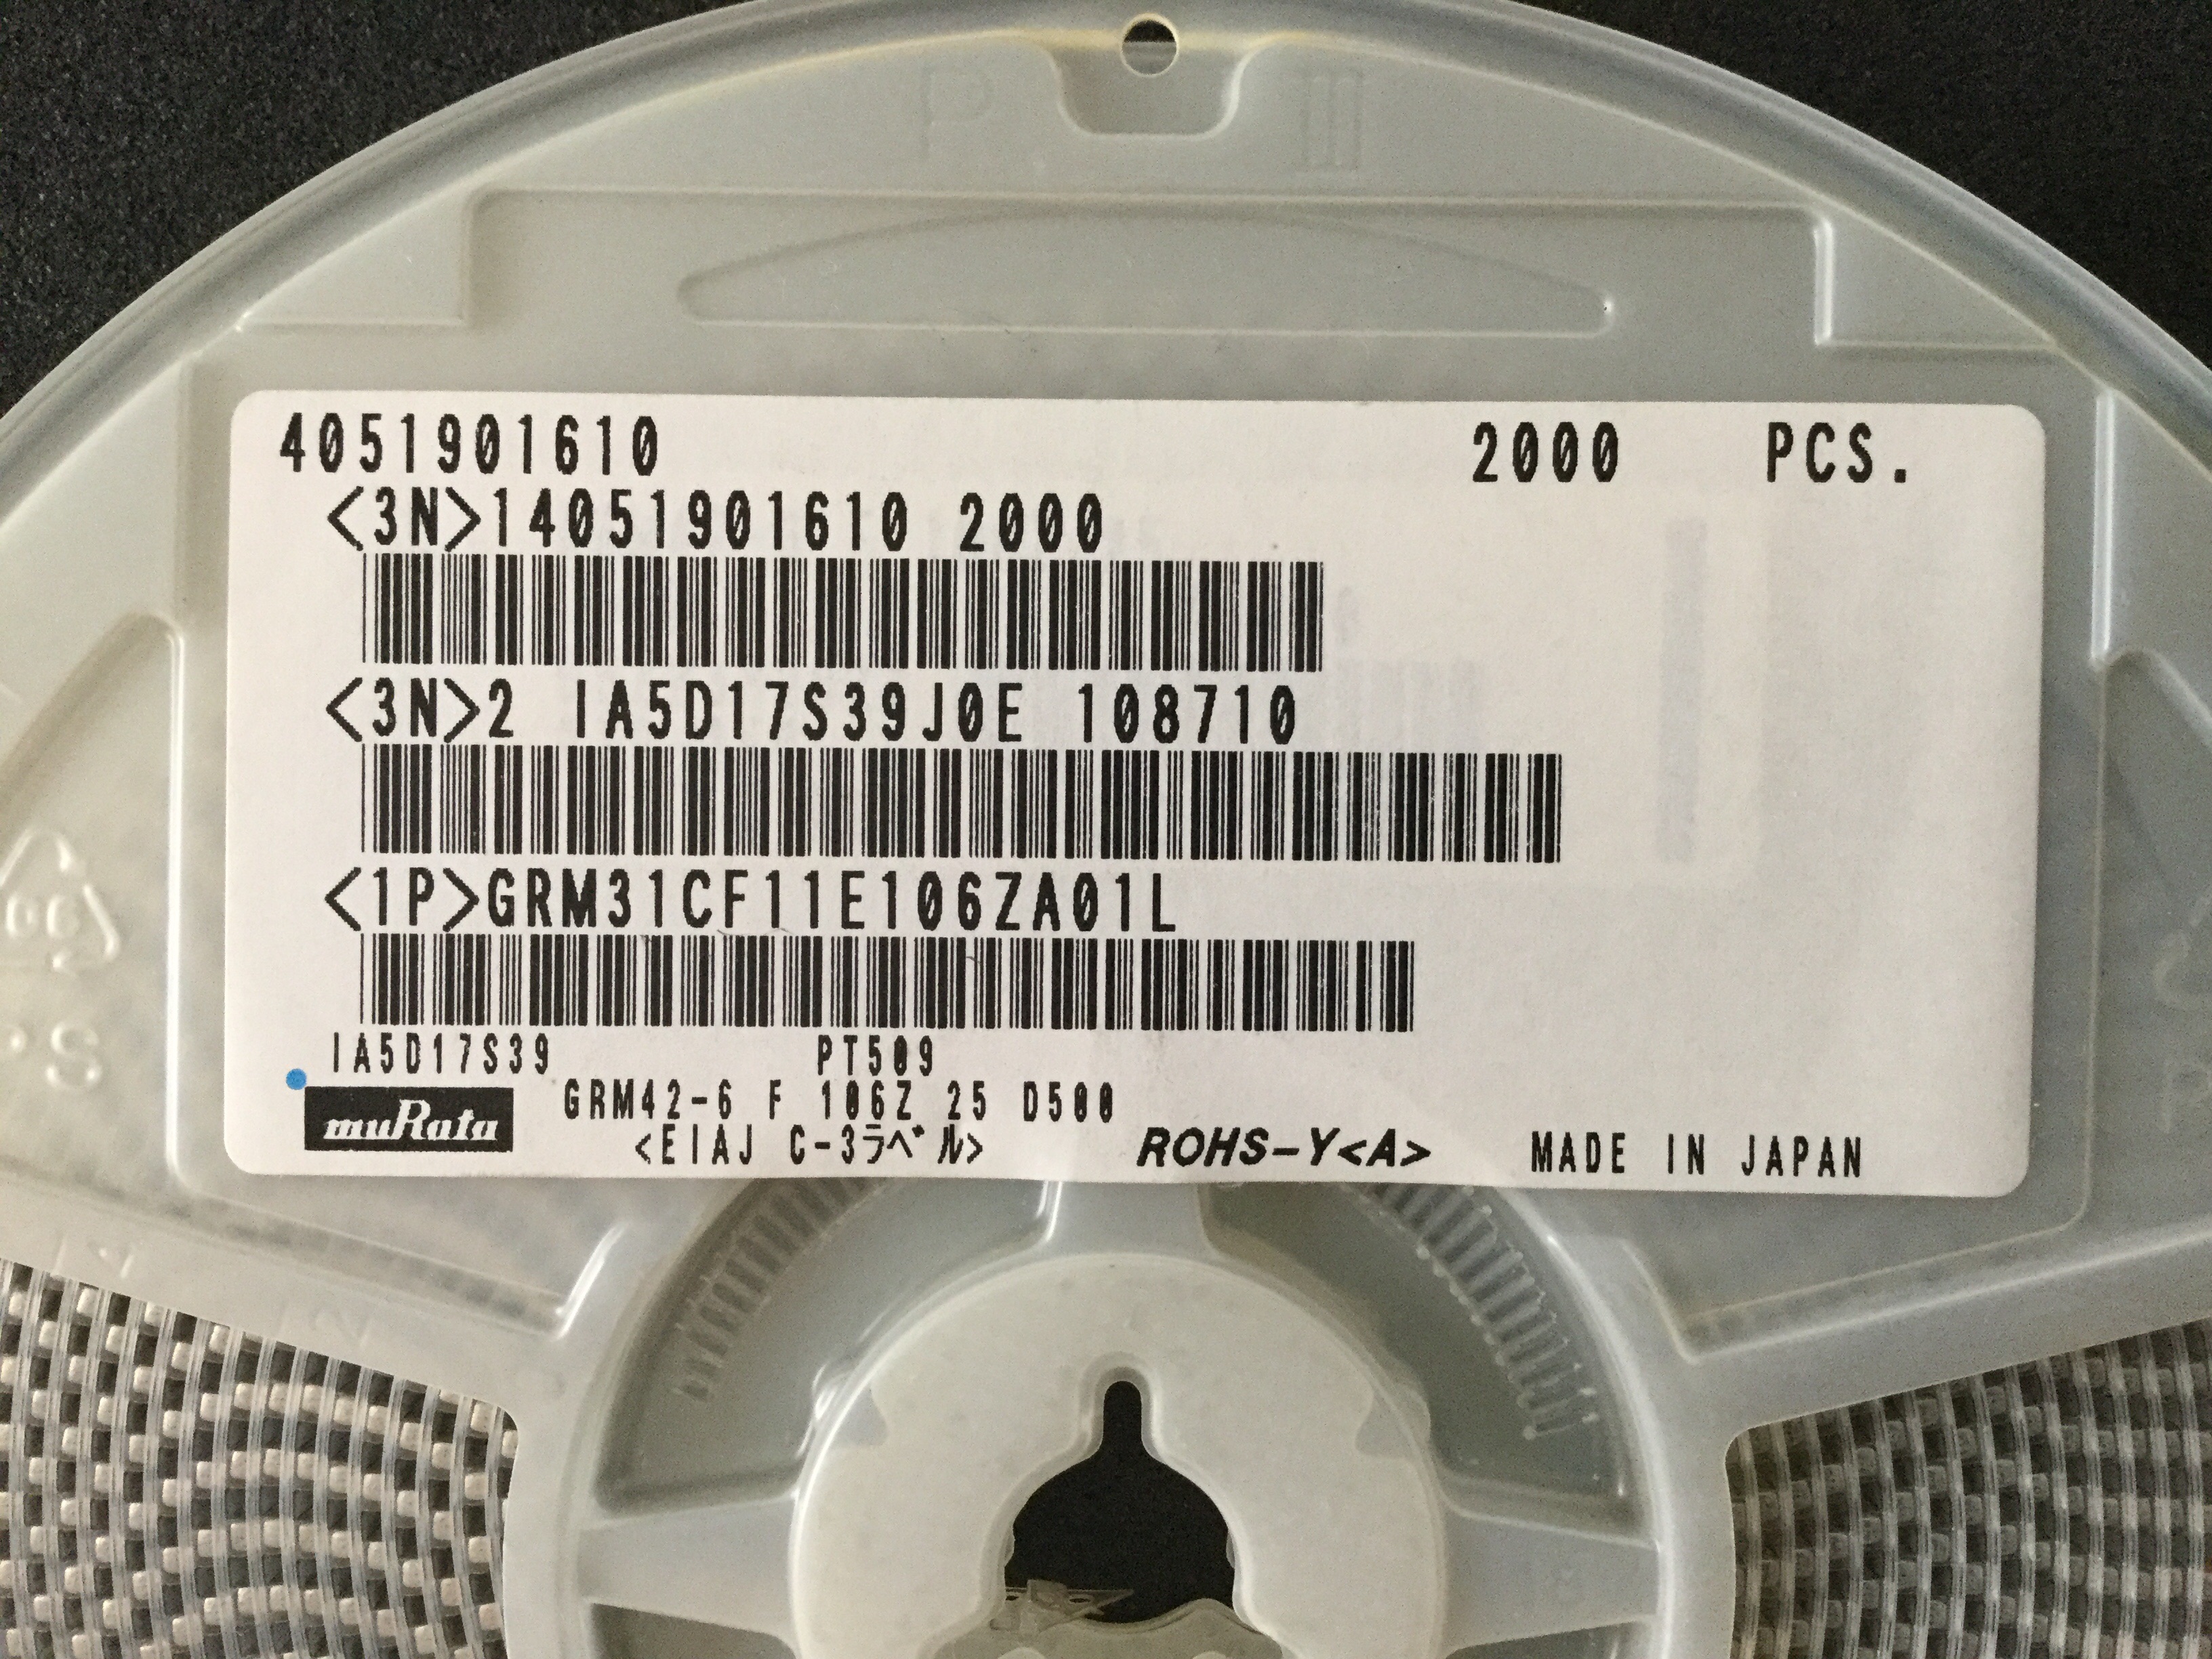 4051901610 2000 PCS.
<3N>14051901610 2000
<3N>2 IA5D17S39J0E 108710
<1P>GRM31CF11E106ZA01L
IA5D17S39 PT509
muRata GRM42-6 F 106Z 25 D500
<EIAJ C-3ラベル> ROHS-Y<A> MADE IN JAPAN